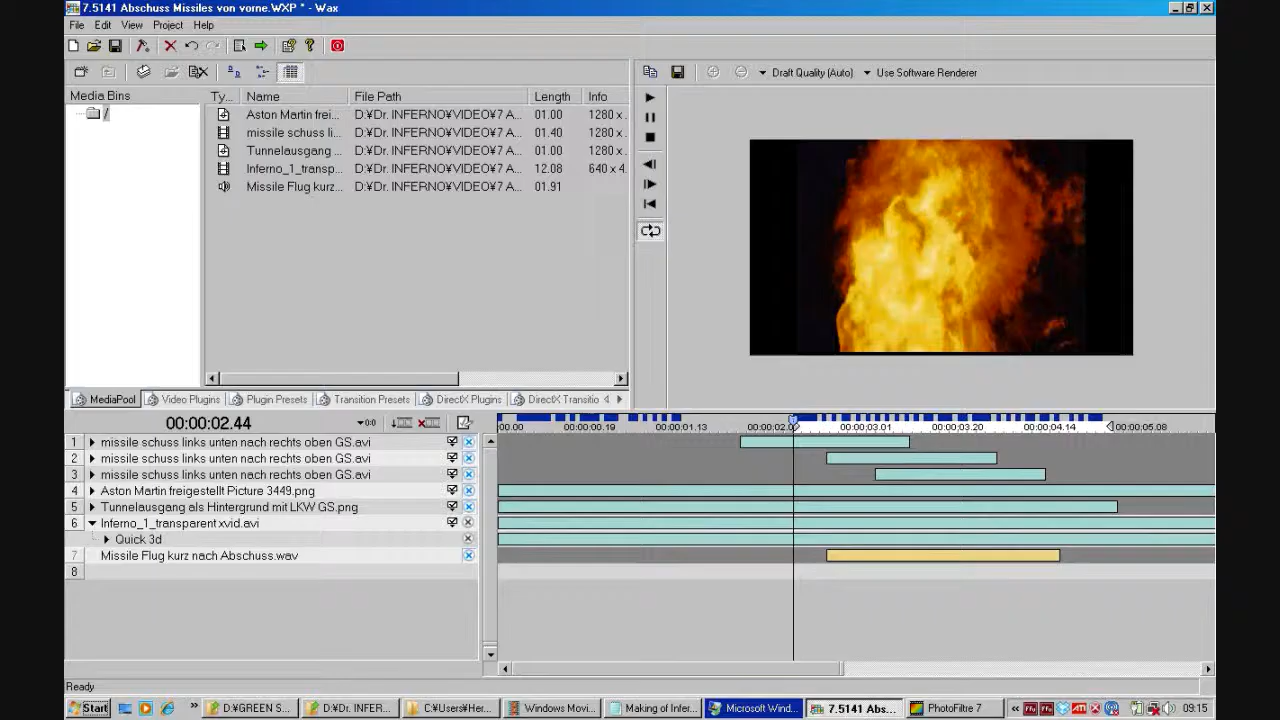 7.5141 Abschuss Missiles von vorne.WXP * - Wax
File Edit View Project Help
Draft Quality (Auto) Use Software Renderer
Media Bins Ty... Name File Path Length Info
/
Aston Martin frei... D:¥Dr. INFERNO¥VIDEO¥7 A... 01.00 1280 x
missile schuss li... D:¥Dr. INFERNO¥VIDEO¥7 A... 01.40 1280 x
Tunnelausgang ... D:¥Dr. INFERNO¥VIDEO¥7 A... 01.00 1280 x
Inferno_1_transp... D:¥Dr. INFERNO¥VIDEO¥7 A... 12.08 640 x 4
Missile Flug kurz... D:¥Dr. INFERNO¥VIDEO¥7 A... 01.91
MediaPool Video Plugins Plugin Presets Transition Presets DirectX Plugins DirectX Transitio
00:00:02.44
00.00 00:00:00.19 00:00:01.13 00:00:02.0 00:00:03.01 00:00:03.20 00:00:04.14 00:00:05.08
1 missile schuss links unten nach rechts oben GS.avi
2 missile schuss links unten nach rechts oben GS.avi
3 missile schuss links unten nach rechts oben GS.avi
4 Aston Martin freigestellt Picture 3449.png
5 Tunnelausgang als Hintergrund mit LKW GS.png
6 Inferno_1_transparent xvid.avi
Quick 3d
7 Missile Flug kurz nach Abschuss.wav
8
Ready
Start D:¥GREEN S... D:¥Dr. INFER... C:¥Users¥Her... Windows Movi... Making of Infer... Microsoft Wind... 7.5141 Abs... PhotoFiltre 7 09:15